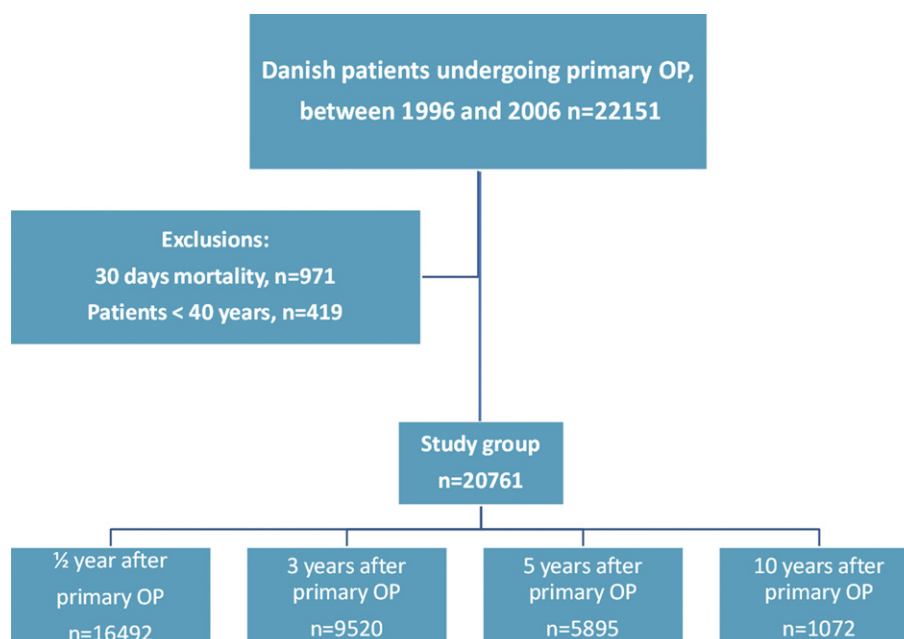 Danish patients undergoing primary OP,
between 1996 and 2006 n=22151
Exclusions:
30 days mortality, n=971
Patients < 40 years, n=419
Study group
n=20761
½ year after
primary OP
n=16492
3 years after
primary OP
n=9520
5 years after
primary OP
n=5895
10 years after
primary OP
n=1072